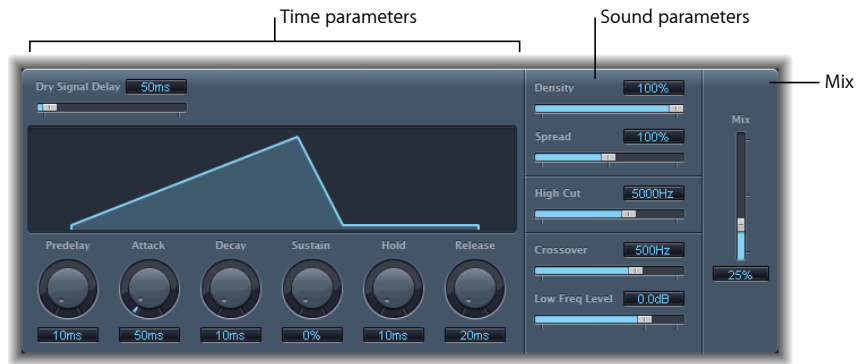 Time parameters
Sound parameters
Mix
Dry Signal Delay 50ms
Density 100%
Spread 100%
High Cut 5000Hz
Crossover 500Hz
Low Freq Level 0.0dB
Mix
25%
Predelay Attack Decay Sustain Hold Release
10ms 50ms 10ms 0% 10ms 20ms